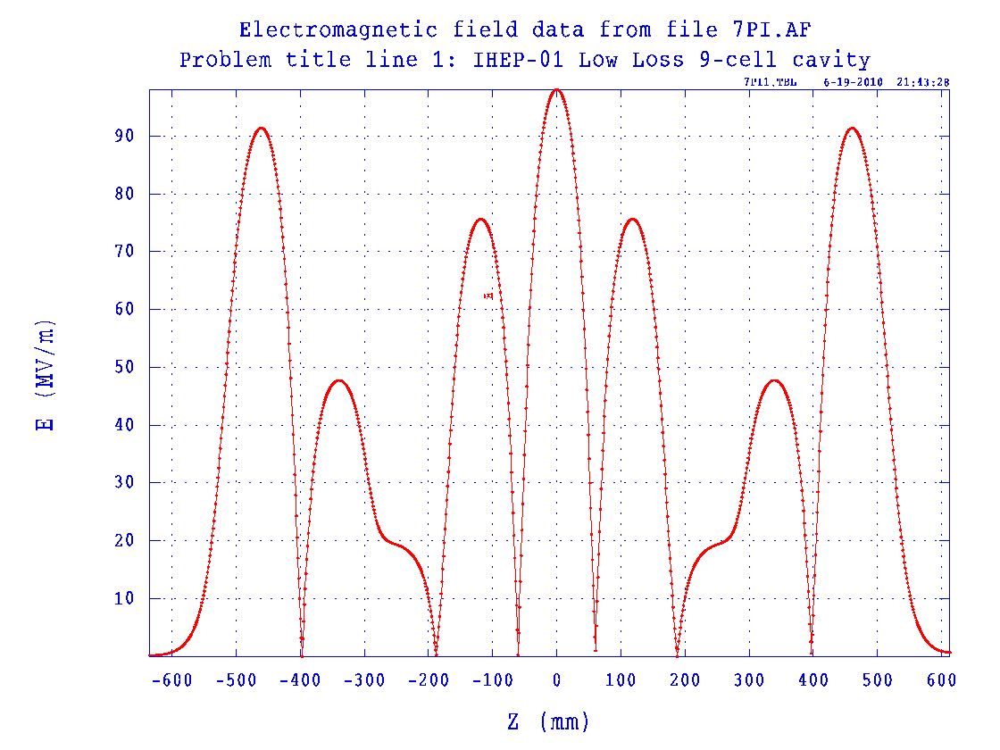 Electromagnetic field data from file 7PI.AF
Problem title line 1: IHEP-01 Low Loss 9-cell cavity
7PI1.TBL 6-19-2010 21:43:28
90
80
70
60
50
40
30
20
10
E (MV/m)
-600 -500 -400 -300 -200 -100 0 100 200 300 400 500 600
Z (mm)